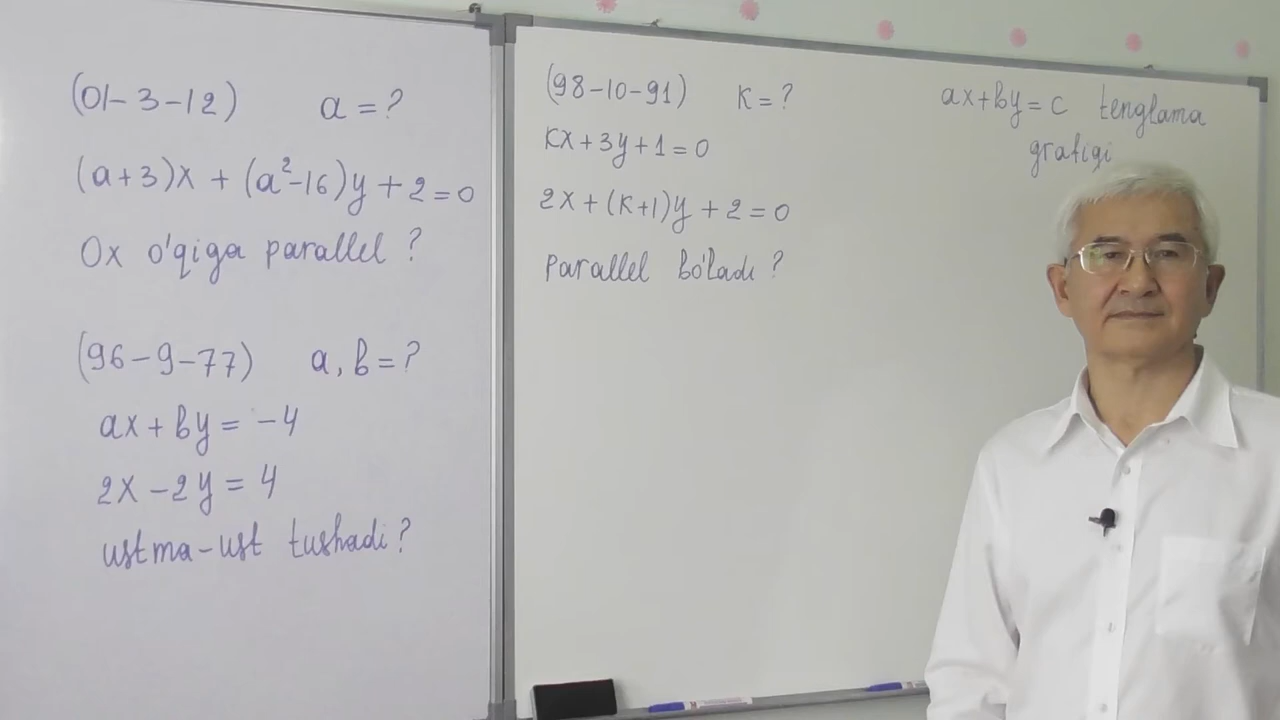 (01-3-12) a = ?
(a+3)x + (a²-16)y + 2 = 0
Ox o'qiga parallel ?
(96-9-77) a, b = ?
ax + by = -4
2x - 2y = 4
ustma-ust tushadi ?
(98-10-91) K = ?
Kx + 3y + 1 = 0
2x + (K+1)y + 2 = 0
parallel bo'ladi ?
ax + by = c tenglama
grafigi